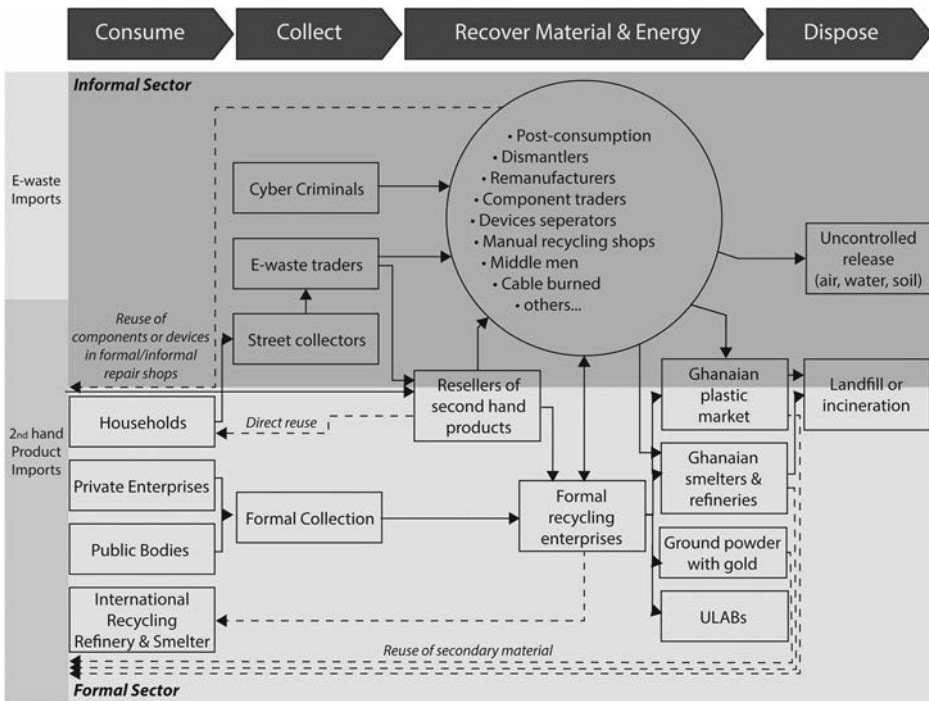 Consume
Collect
Recover Material & Energy
Dispose
Informal Sector
E-waste
Imports
2nd hand
Product
Imports
Cyber Criminals
E-waste traders
Street collectors
• Post-consumption
• Dismantlers
• Remanufacturers
• Component traders
• Devices seperators
• Manual recycling shops
• Middle men
• Cable burned
• others...
Uncontrolled
release
(air, water, soil)
Reuse of
components or devices
in formal/informal
repair shops
Households
Direct reuse
Resellers of
second hand
products
Ghanaian
plastic
market
Landfill or
incineration
Private Enterprises
Public Bodies
Formal Collection
Formal
recycling
enterprises
Ghanaian
smelters &
refineries
Ground powder
with gold
ULABs
International
Recycling
Refinery & Smelter
Reuse of secondary material
Formal Sector